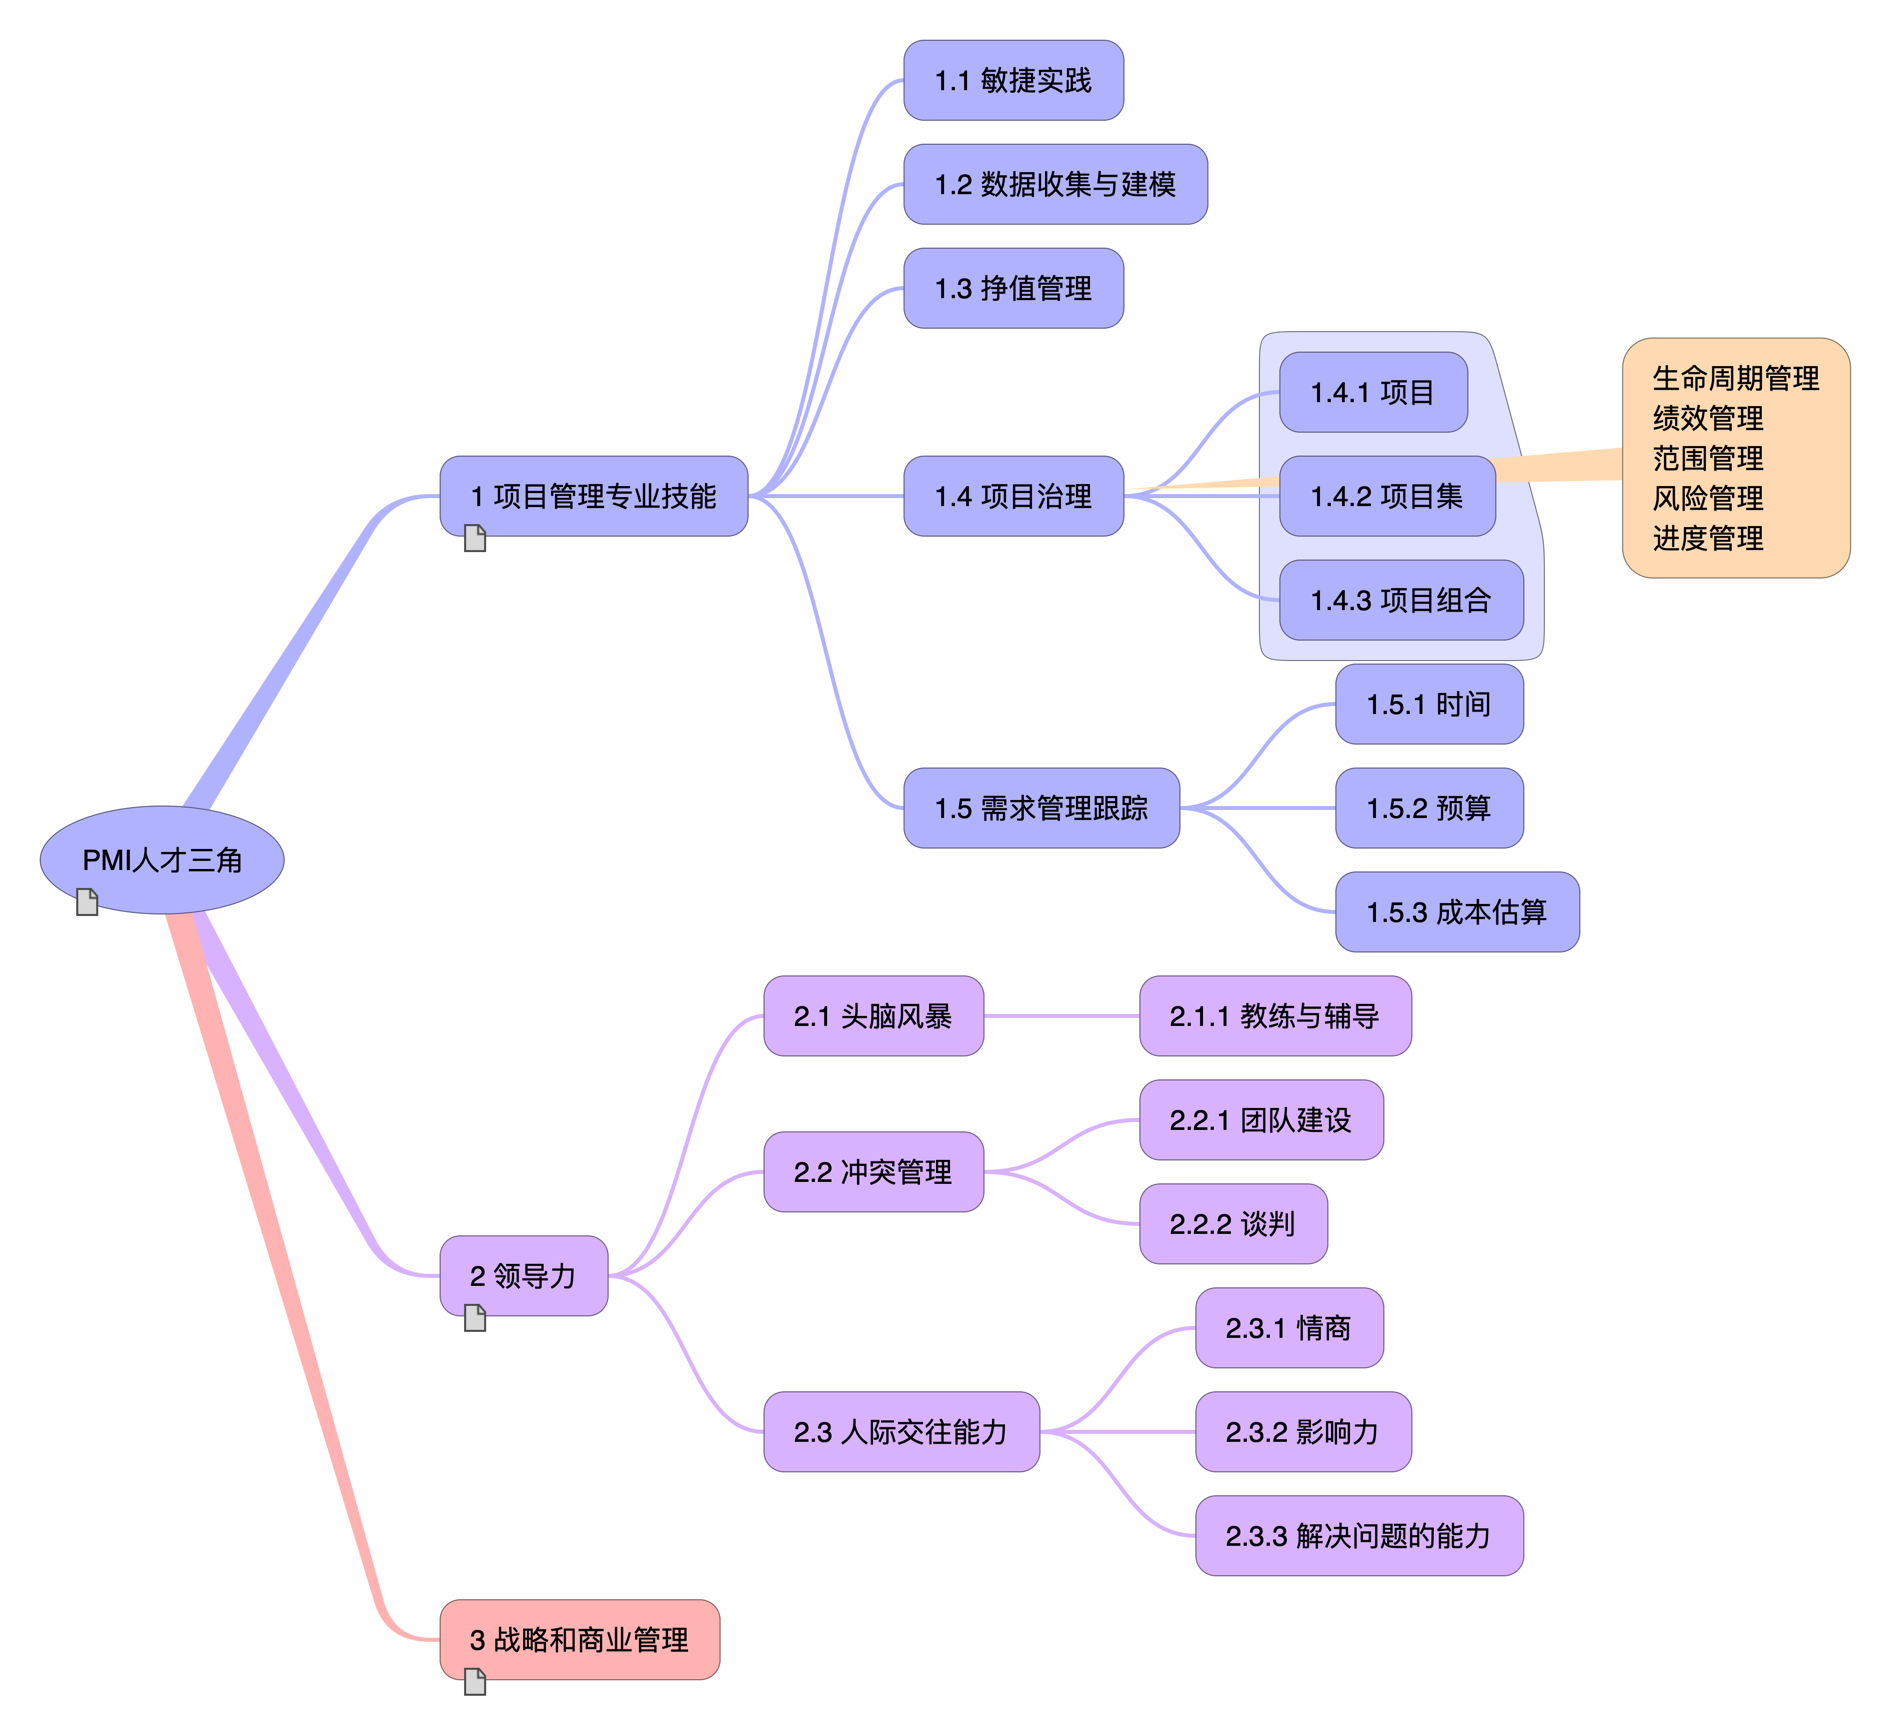 PMI人才三角
1 项目管理专业技能
1.1 敏捷实践
1.2 数据收集与建模
1.3 挣值管理
1.4 项目治理
1.4.1 项目
1.4.2 项目集
1.4.3 项目组合
生命周期管理
绩效管理
范围管理
风险管理
进度管理
1.5 需求管理跟踪
1.5.1 时间
1.5.2 预算
1.5.3 成本估算
2 领导力
2.1 头脑风暴
2.1.1 教练与辅导
2.2 冲突管理
2.2.1 团队建设
2.2.2 谈判
2.3 人际交往能力
2.3.1 情商
2.3.2 影响力
2.3.3 解决问题的能力
3 战略和商业管理